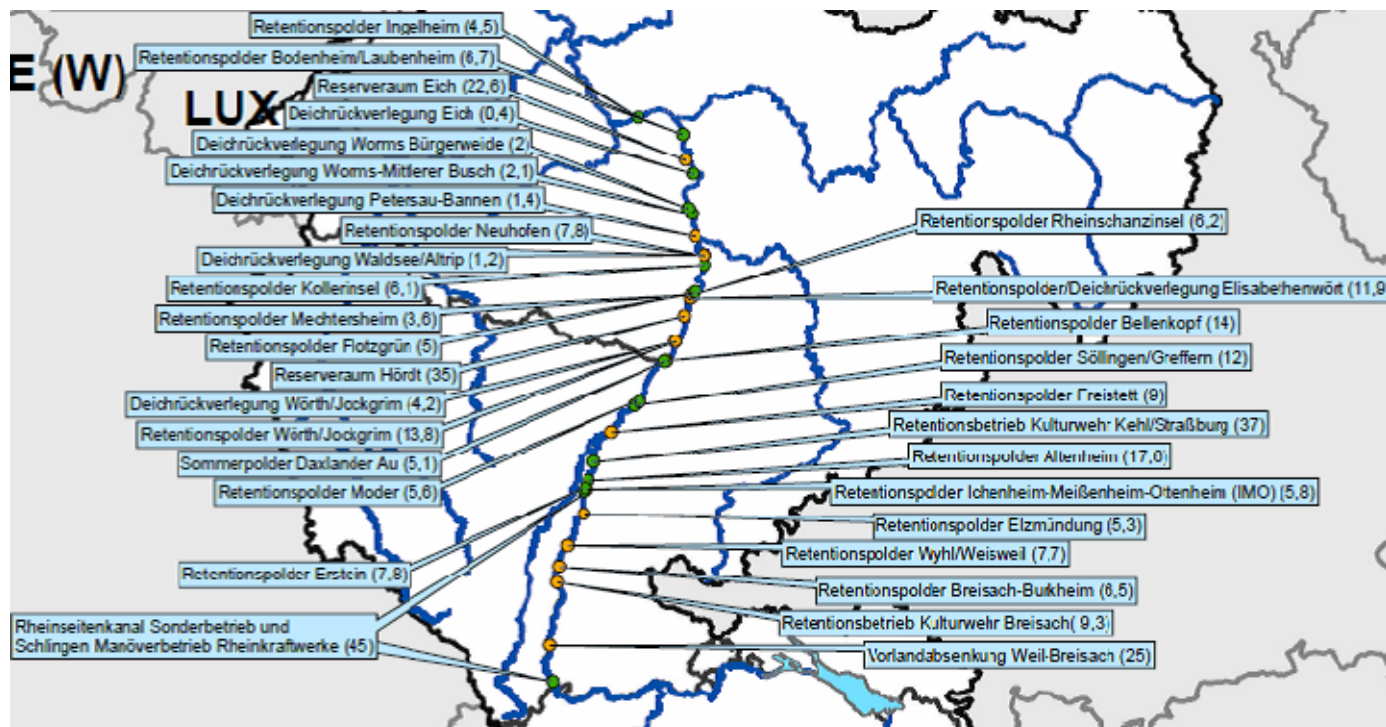 Retentionspolder Ingelheim (4,5)
Retentionspolder Bodenheim/Laubenheim (6,7)
E (W)
Reserveraum Eich (22,6)
LUX
Deichrückverlegung Eich (0,4)
Deichrückverlegung Worms Bürgerweide (2)
Deichrückverlegung Worms-Mittlerer Busch (2,1)
Deichrückverlegung Petersau-Bannen (1,4)
Retentionspolder Neuhofen (7,8)
Deichrückverlegung Waldsee/Altrip (1,2)
Retentionspolder Kollerinsel (6,1)
Retentionspolder Mechtersheim (3,6)
Retentionspolder Flotzgrün (5)
Reserveraum Hördt (35)
Deichrückverlegung Wörth/Jockgrim (4,2)
Retentionspolder Wörth/Jockgrim (13,8)
Sommerpolder Daxlander Au (5,1)
Retentionspolder Moder (5,6)
Retentionspolder Erstein (7,8)
Rheinseitenkanal Sonderbetrieb und
Schlingen Manöverbetrieb Rheinkraftwerke (45)
Retentionspolder Rheinschanzinsel (6,2)
Retentionspolder/Deichrückverlegung Elisabethenwört (11,9
Retentionspolder Bellenkopf (14)
Retentionspolder Söllingen/Greffern (12)
Retentionspolder Freistett (9)
Retentionsbetrieb Kulturwehr Kehl/Straßburg (37)
Retentionspolder Altenheim (17,6)
Retentionspolder Ichenheim-Meißenheim-Ottenheim (IMO) (5,8)
Retentionspolder Elzmündung (5,3)
Retentionspolder Wyhl/Weisweil (7,7)
Retentionspolder Breisach-Burkheim (6,5)
Retentionsbetrieb Kulturwehr Breisach( 9,3)
Vorlandabsenkung Weil-Breisach (25)